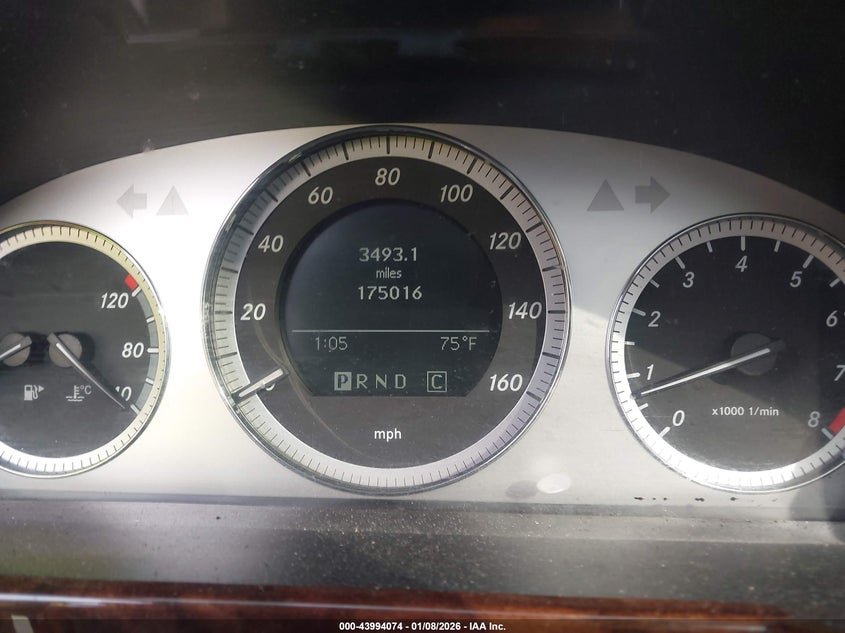 3493.1
miles
175016
1:05 75°F
P R N D C
20 40 60 80 100 120 140 160
mph
120
80
40
°C
0 1 2 3 4 5 6 7 8
x1000 1/min
000-43994074 - 01/08/2026 - IAA Inc.